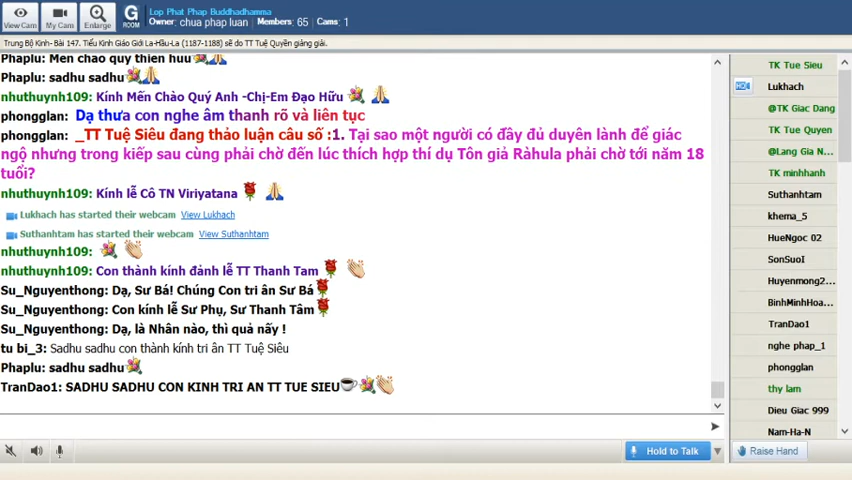 Lop Phat Phap Buddhadhamma
Owner: chua phap luan Members: 65 Cams: 1
View Cam My Cam Enlarge G ROOM
Trung Bộ Kinh- Bài 147. Tiểu Kinh Giáo Giới La-Hầu-La (1187-1188) sẽ do TT Tuệ Quyền giảng giải.
Phaplu: Mến chào quý thiện hữu
Phaplu: sadhu sadhu
nhuthuynh109: Kính Mến Chào Quý Anh -Chị-Em Đạo Hữu
phongglan: Dạ thưa con nghe âm thanh rõ và liên tục
phongglan: _TT Tuệ Siêu đang thảo luận câu số :1. Tại sao một người có đầy đủ duyên lành để giác
ngộ nhưng trong kiếp sau cùng phải chờ đến lúc thích hợp thí dụ Tôn giả Ràhula phải chờ tới năm 18
tuổi?
nhuthuynh109: Kính lễ Cô TN Viriyatana
Lukhach has started their webcam View Lukhach
Suthanhtam has started their webcam View Suthanhtam
nhuthuynh109:
nhuthuynh109: Con thành kính đảnh lễ TT Thanh Tam
Su_Nguyenthong: Dạ, Sư Bá! Chúng Con tri ân Sư Bá
Su_Nguyenthong: Con kính lễ Sư Phụ, Sư Thanh Tâm
Su_Nguyenthong: Dạ, là Nhân nào, thì quả nấy !
tu bi_3: Sadhu sadhu con thành kính tri ân TT Tuệ Siêu
Phaplu: sadhu sadhu
TranDao1: SADHU SADHU CON KINH TRI AN TT TUE SIEU
Hold to Talk
TK Tue Sieu
HD Lukhach
@TK Giac Dang
TK Tue Quyen
@Lang Gia N...
TK minhhanh
Suthanhtam
khema_5
HueNgoc 02
SonSuoI
Huyenmong2...
BinhMinhHoa...
TranDao1
nghe phap_1
phongglan
thy lam
Dieu Giac 999
Nam-Ha-N
Raise Hand